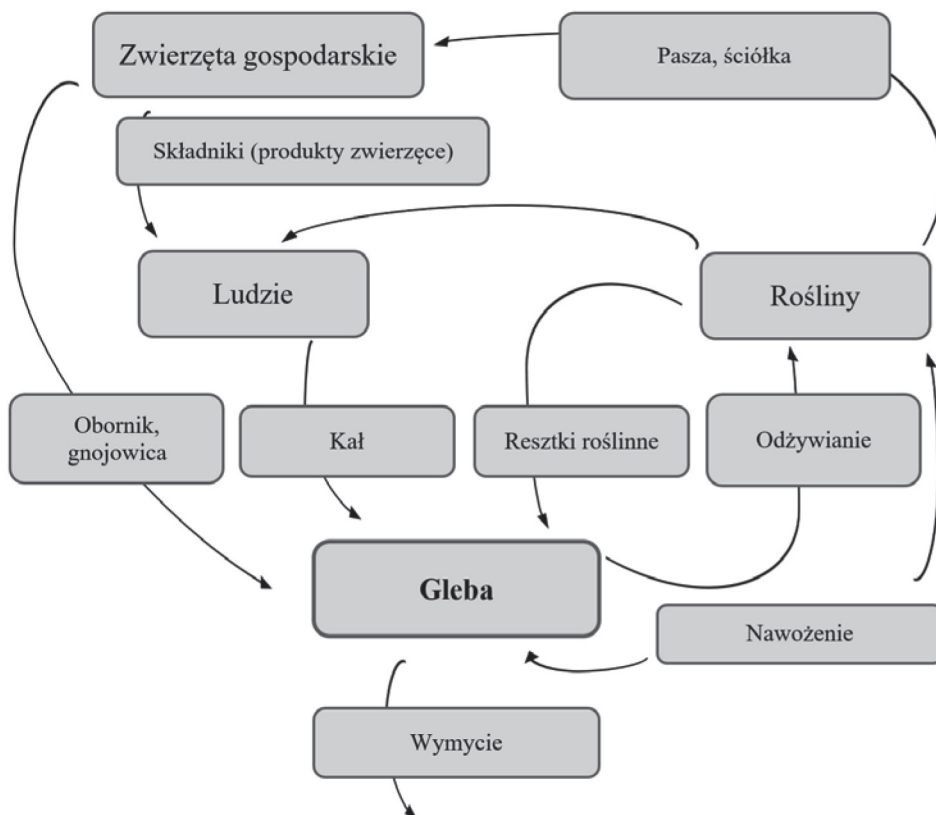 Zwierzęta gospodarskie
Pasza, ściółka
Składniki (produkty zwierzęce)
Ludzie
Rośliny
Obornik,
gnojowica
Kał
Resztki roślinne
Odżywianie
Gleba
Nawożenie
Wymycie